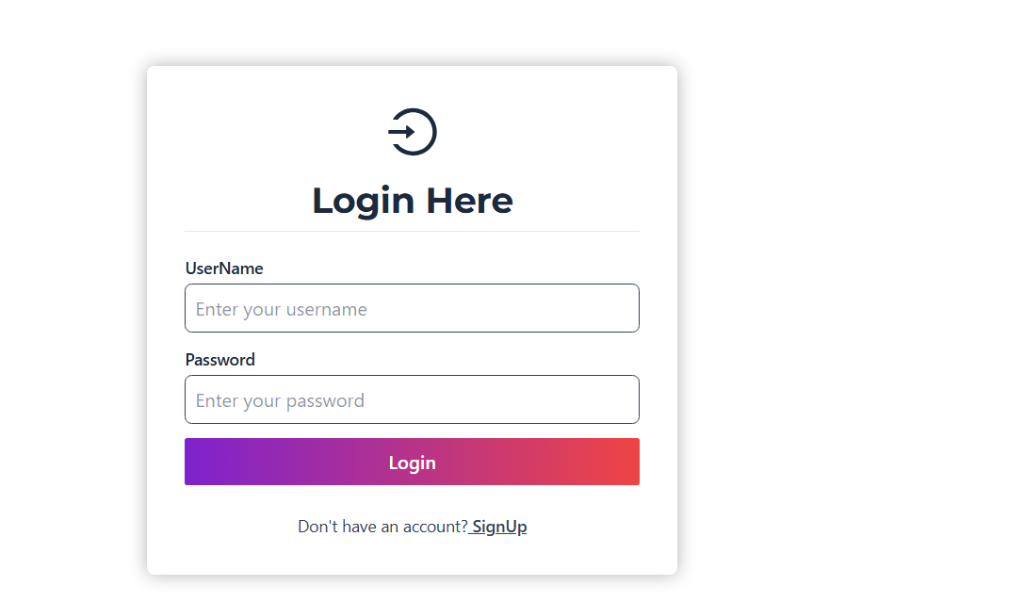 Login Here
UserName
Enter your username
Password
Enter your password
Login
Don't have an account? SignUp